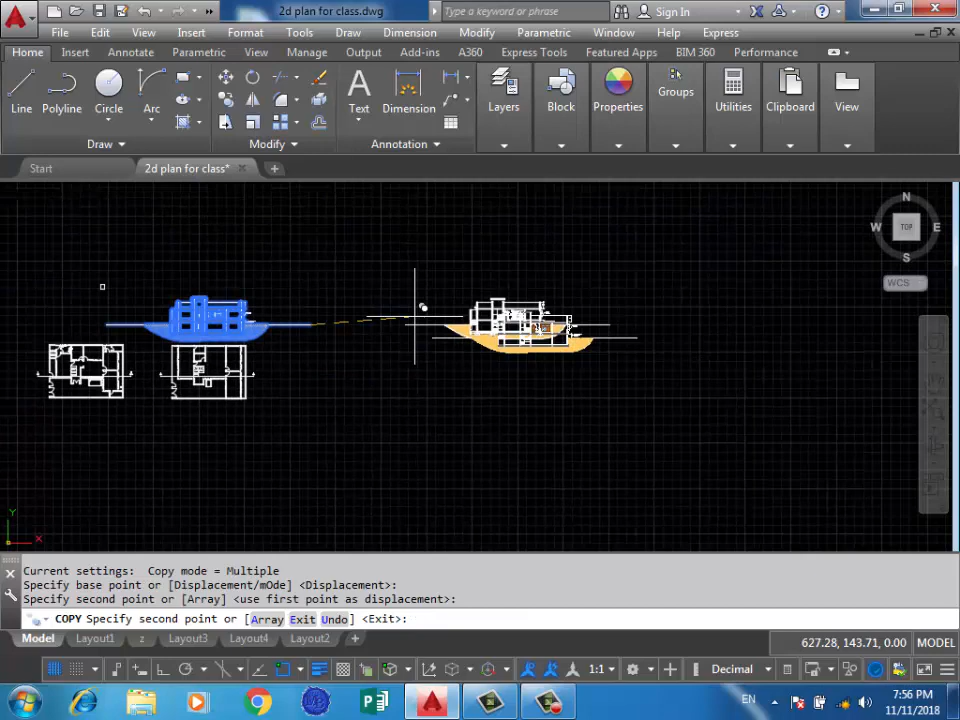 2d plan for class.dwg
Type a keyword or phrase
Sign In
File Edit View Insert Format Tools Draw Dimension Modify Parametric Window Help Express
Home Insert Annotate Parametric View Manage Output Add-ins A360 Express Tools Featured Apps BIM 360 Performance
Line Polyline Circle Arc Text Dimension Layers Block Properties Groups Utilities Clipboard View
Draw Modify Annotation
Start 2d plan for class*
N
W TOP E
S
WCS
Y
X
Current settings: Copy mode = Multiple
Specify base point or [Displacement/mOde] <Displacement>:
Specify second point or [Array] <use first point as displacement>:
COPY Specify second point or [Array Exit Undo] <Exit>:
Model Layout1 z Layout3 Layout4 Layout2
627.28, 143.71, 0.00 MODEL
1:1 Decimal
EN
7:56 PM
11/11/2018